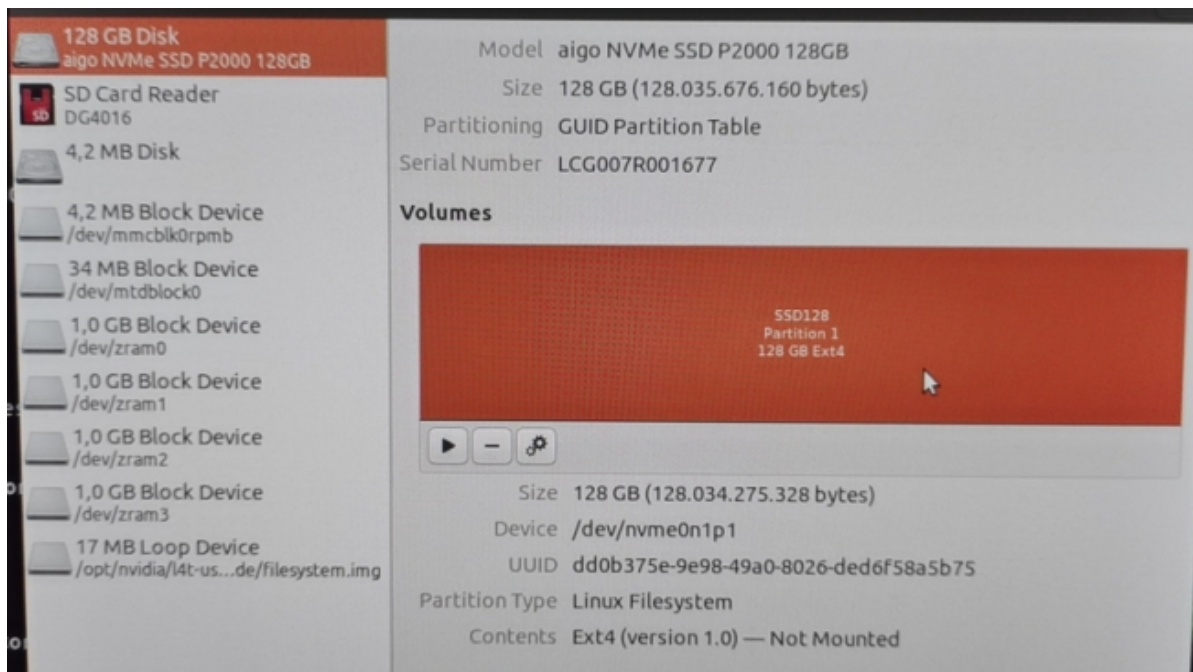 128 GB Disk
aigo NVMe SSD P2000 128GB
SD Card Reader
DG4016
4,2 MB Disk
4,2 MB Block Device
/dev/mmcblk0rpmb
34 MB Block Device
/dev/mtdblock0
1,0 GB Block Device
/dev/zram0
1,0 GB Block Device
/dev/zram1
1,0 GB Block Device
/dev/zram2
1,0 GB Block Device
/dev/zram3
17 MB Loop Device
/opt/nvidia/l4t-us...de/filesystem.img
Model aigo NVMe SSD P2000 128GB
Size 128 GB (128.035.676.160 bytes)
Partitioning GUID Partition Table
Serial Number LCG007R001677
Volumes
SSD128
Partition 1
128 GB Ext4
Size 128 GB (128.034.275.328 bytes)
Device /dev/nvme0n1p1
UUID dd0b375e-9e98-49a0-8026-ded6f58a5b75
Partition Type Linux Filesystem
Contents Ext4 (version 1.0) — Not Mounted